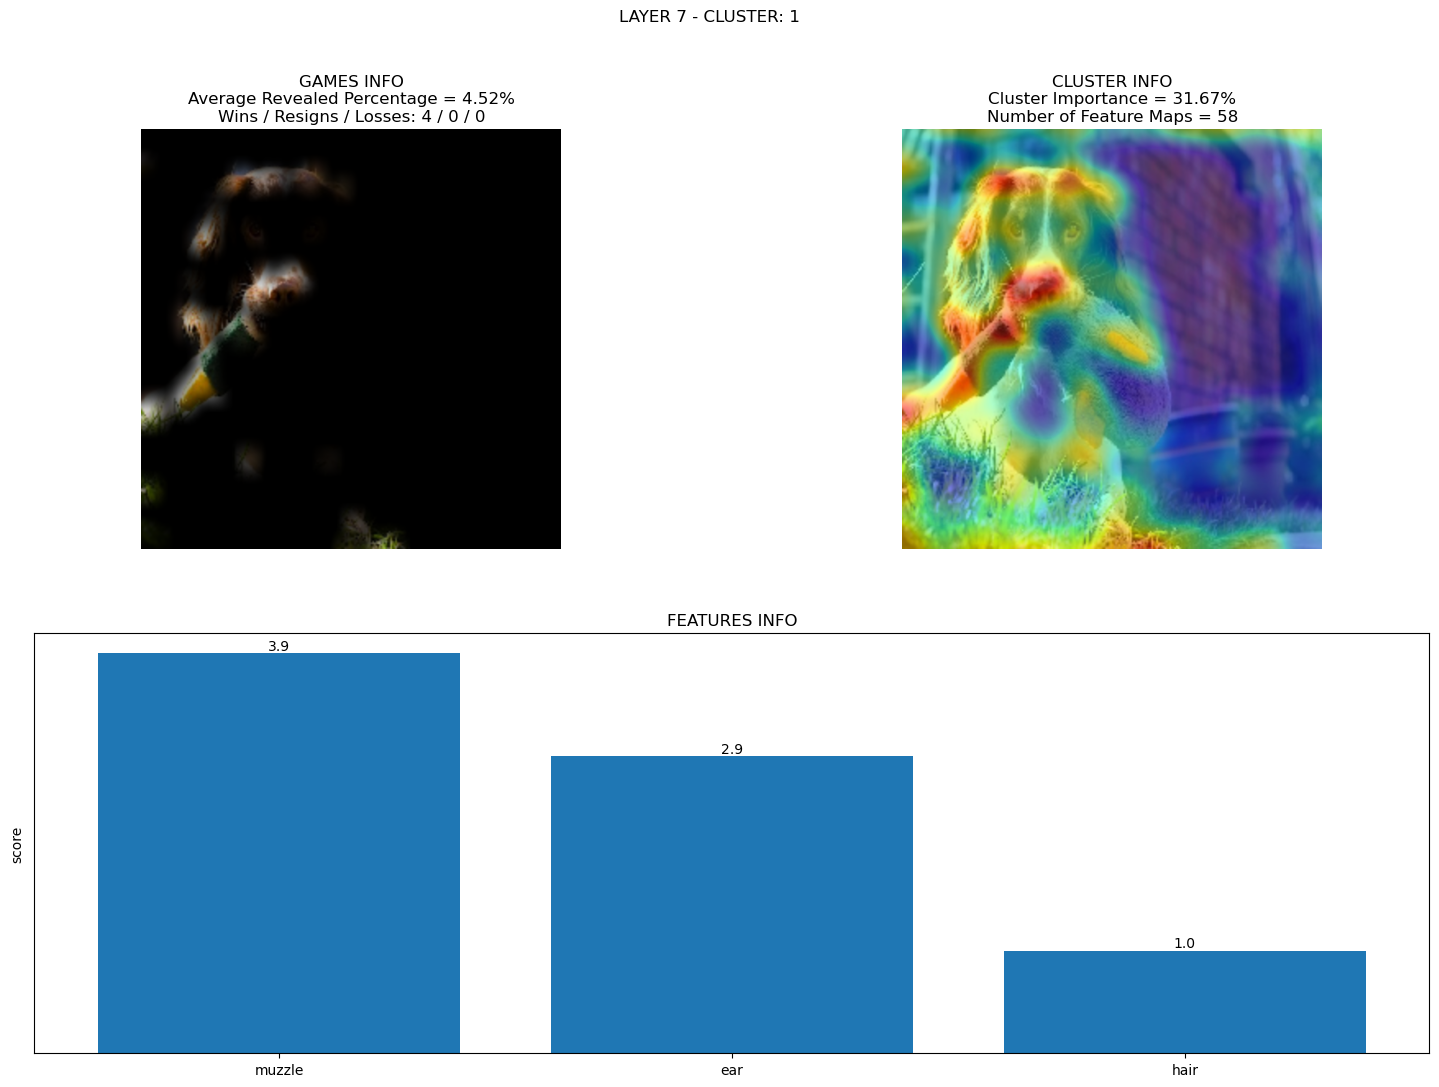 LAYER 7 - CLUSTER: 1
GAMES INFO
Average Revealed Percentage = 4.52%
Wins / Resigns / Losses: 4 / 0 / 0
CLUSTER INFO
Cluster Importance = 31.67%
Number of Feature Maps = 58
FEATURES INFO
3.9
2.9
1.0
score
muzzle
ear
hair